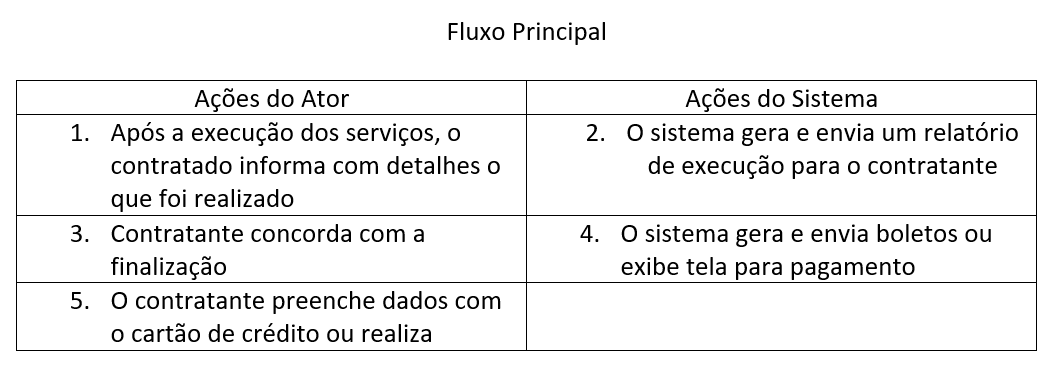 Fluxo Principal
Ações do Ator
Ações do Sistema
1. Após a execução dos serviços, o
contratado informa com detalhes o
que foi realizado
2. O sistema gera e envia um relatório
de execução para o contratante
3. Contratante concorda com a
finalização
4. O sistema gera e envia boletos ou
exibe tela para pagamento
5. O contratante preenche dados com
o cartão de crédito ou realiza